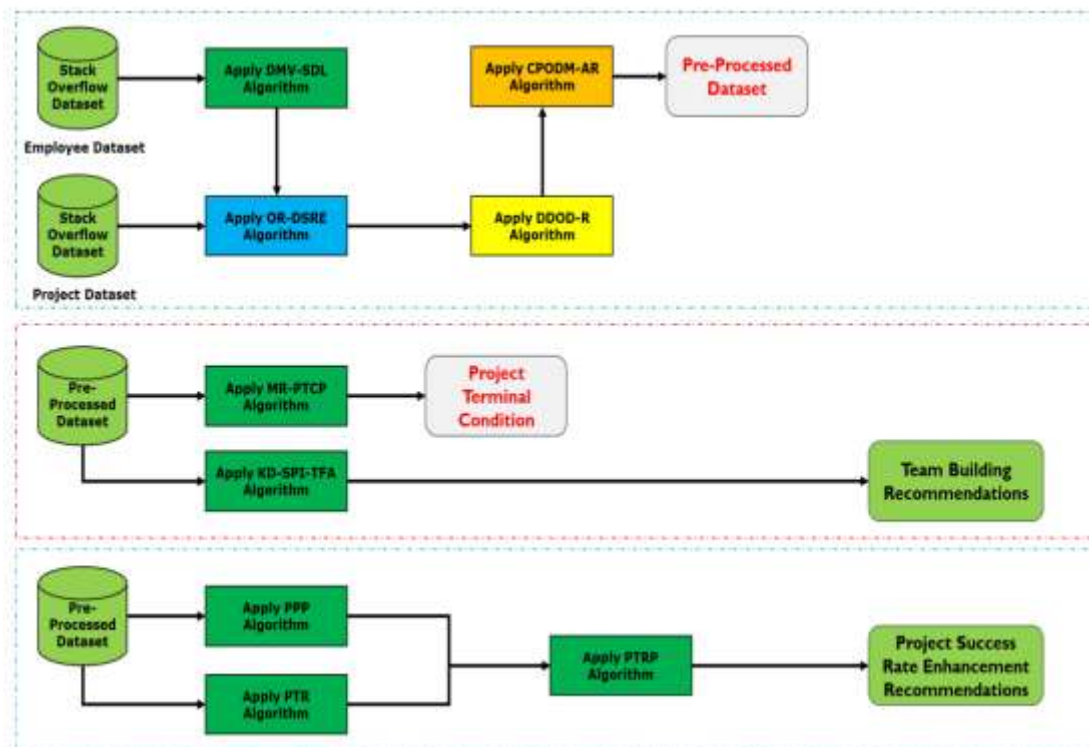 Stack
Overflow
Dataset
Employee Dataset
Apply DMV-SDL
Algorithm
Apply CPODM-AR
Algorithm
Pre-Processed
Dataset
Stack
Overflow
Dataset
Project Dataset
Apply OR-DSRE
Algorithm
Apply DDOD-R
Algorithm
Pre-
Processed
Dataset
Apply MR-PTCP
Algorithm
Project
Terminal
Condition
Apply KD-SPI-TFA
Algorithm
Team Building
Recommendations
Pre-
Processed
Dataset
Apply PPP
Algorithm
Apply PTR
Algorithm
Apply PTRP
Algorithm
Project Success
Rate Enhancement
Recommendations